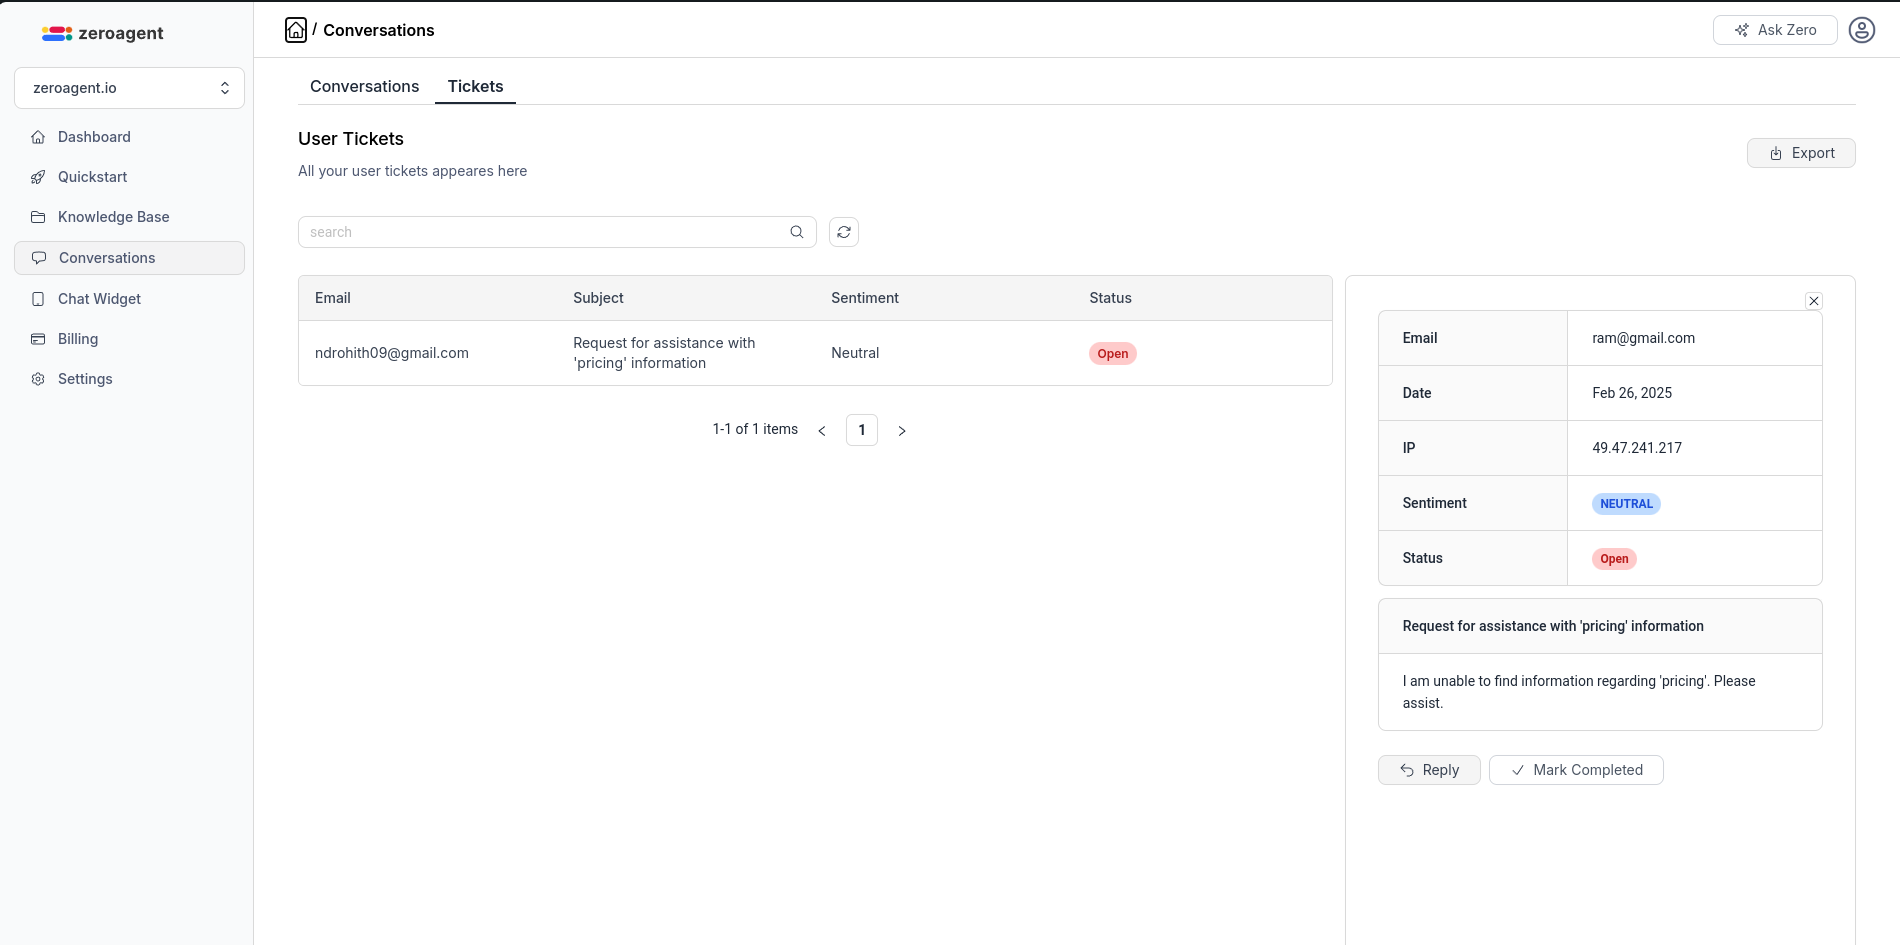 zeroagent
/ Conversations
Ask Zero
zeroagent.io
Dashboard
Quickstart
Knowledge Base
Conversations
Chat Widget
Billing
Settings
Conversations
Tickets
User Tickets
All your user tickets appeares here
Export
search
Email
Subject
Sentiment
Status
ndrohith09@gmail.com
Request for assistance with
'pricing' information
Neutral
Open
1-1 of 1 items
1
Email
ram@gmail.com
Date
Feb 26, 2025
IP
49.47.241.217
Sentiment
NEUTRAL
Status
Open
Request for assistance with 'pricing' information
I am unable to find information regarding 'pricing'. Please
assist.
Reply
Mark Completed